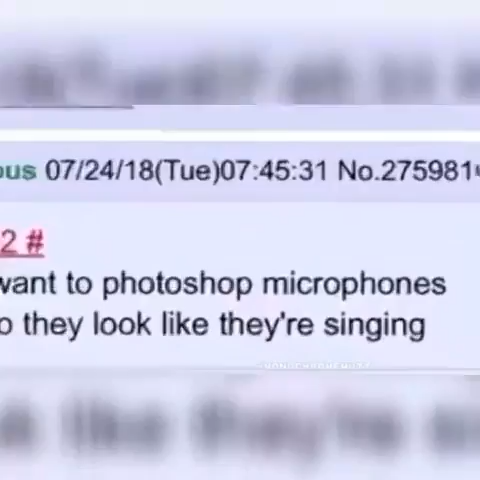 ous 07/24/18(Tue)07:45:31 No.275981
2 #
want to photoshop microphones
o they look like they're singing